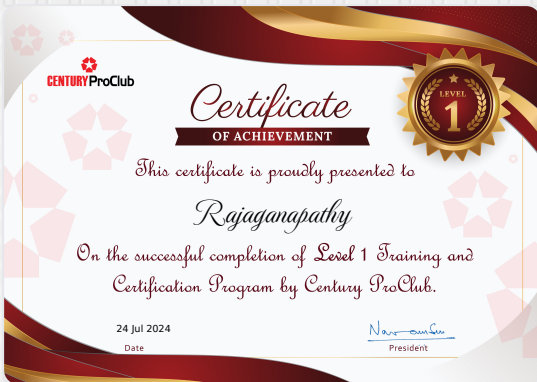 CENTURY ProClub
Certificate
OF ACHIEVEMENT
LEVEL
1
This certificate is proudly presented to
Rajaganapathy
On the successful completion of Level 1 Training and
Certification Program by Century ProClub.
24 Jul 2024
Date
President